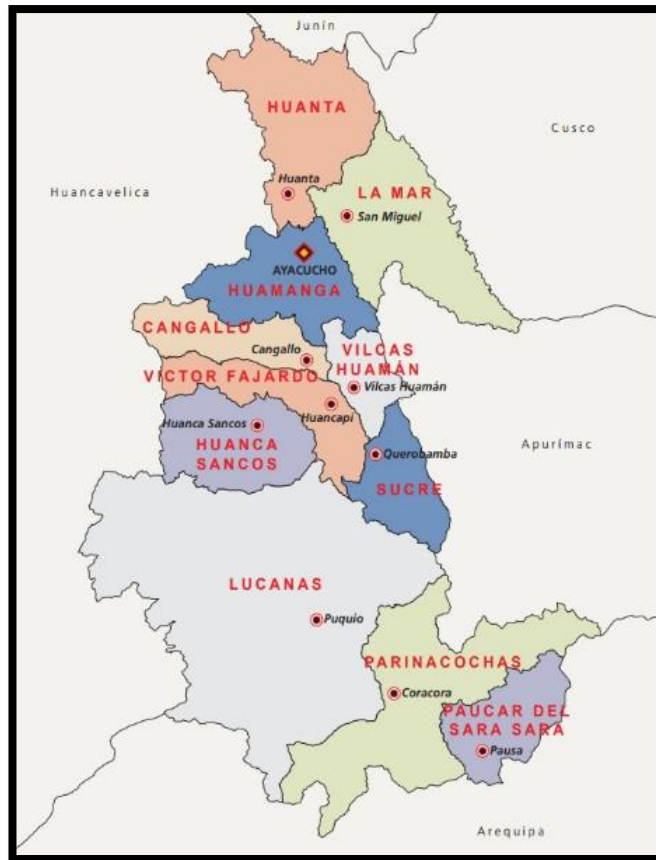 Junín
HUANTA
Cusco
Huanta
Huancavelica
LA MAR
San Miguel
AYACUCHO
HUAMANGA
CANGALLO
Cangallo
VILCAS
HUAMÁN
VÍCTOR FAJARDO
Vilcas Huamán
Huancapi
Huanca Sancos
HUANCA
SANCOS
Apurímac
Querobamba
SUCRE
LUCANAS
Puquio
PARINACOCHAS
Coracora
PAUCAR DEL
SARA SARA
Pausa
Arequipa